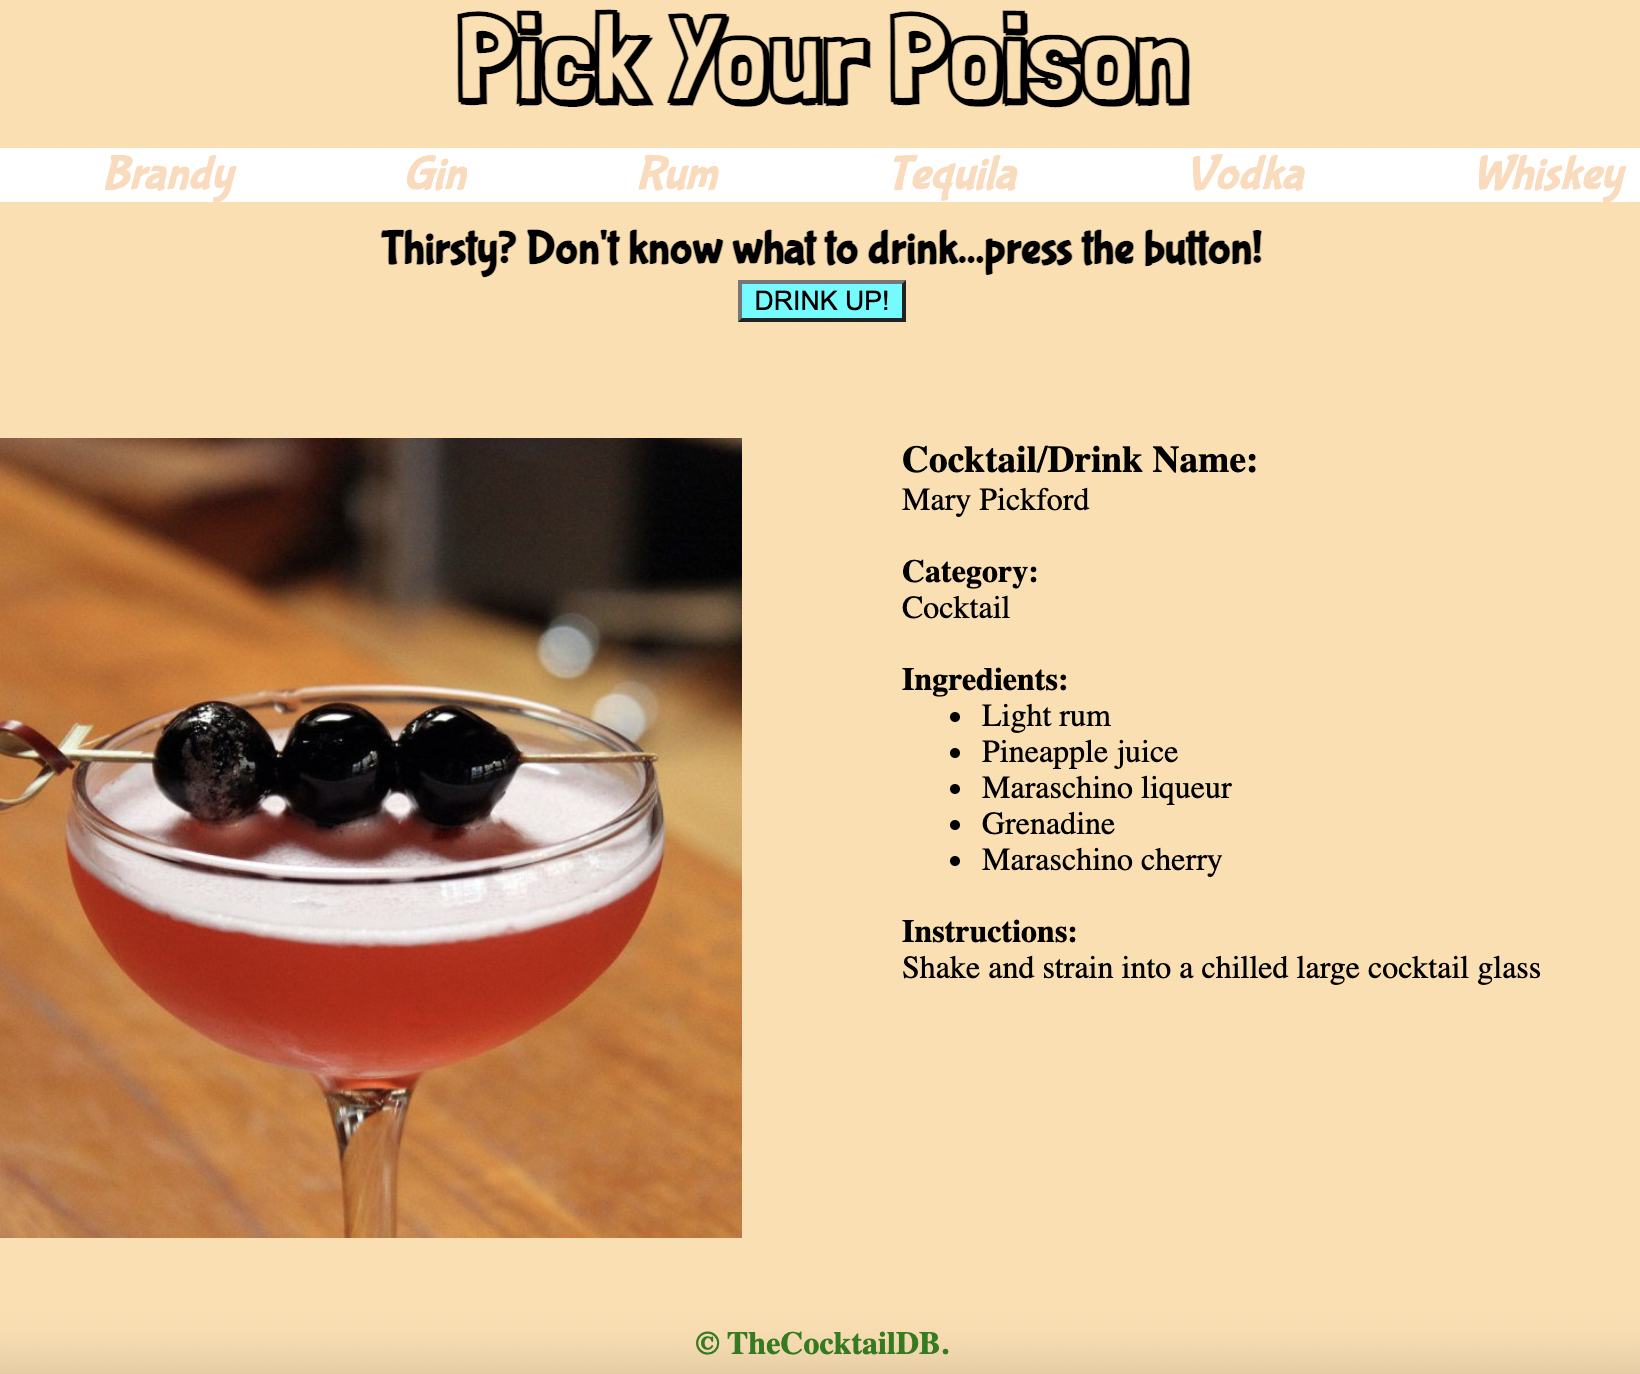 Pick Your Poison
Brandy Gin Rum Tequila Vodka Whiskey
Thirsty? Don't know what to drink...press the button!
DRINK UP!
Cocktail/Drink Name:
Mary Pickford
Category:
Cocktail
Ingredients:
• Light rum
• Pineapple juice
• Maraschino liqueur
• Grenadine
• Maraschino cherry
Instructions:
Shake and strain into a chilled large cocktail glass
© TheCocktailDB.